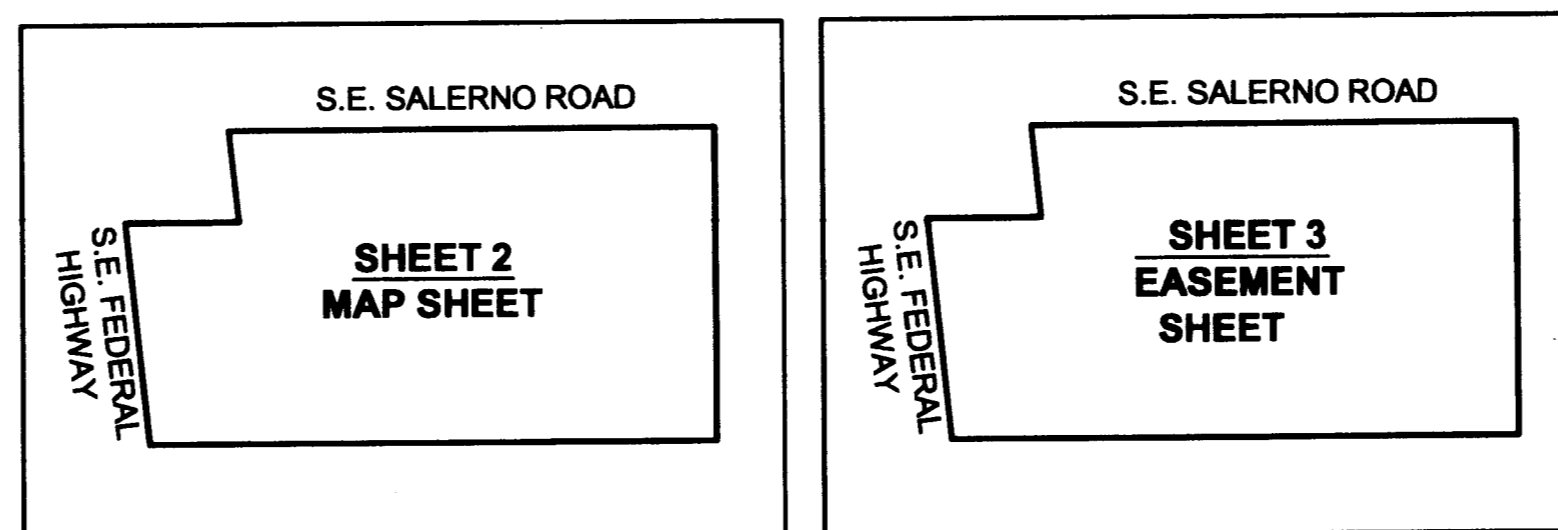 S.E. SALERNO ROAD
S.E. FEDERAL
HIGHWAY
SHEET 2
MAP SHEET
S.E. SALERNO ROAD
S.E. FEDERAL
HIGHWAY
SHEET 3
EASEMENT
SHEET